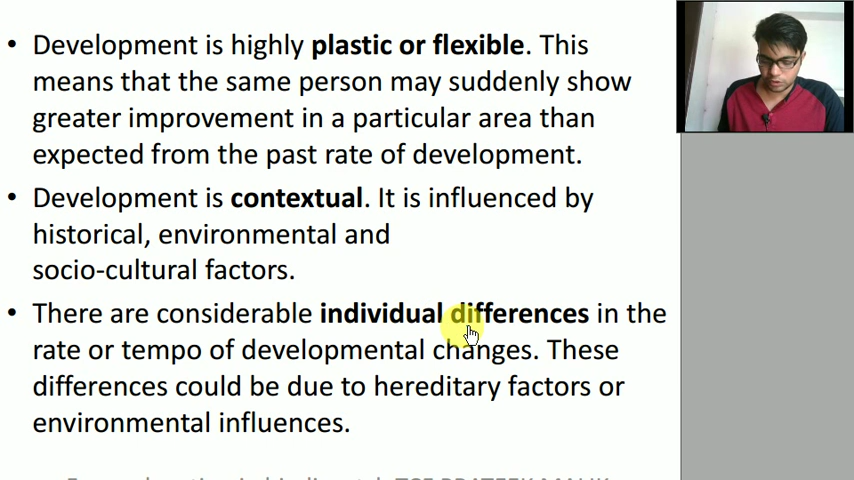 • Development is highly plastic or flexible. This
means that the same person may suddenly show
greater improvement in a particular area than
expected from the past rate of development.
• Development is contextual. It is influenced by
historical, environmental and
socio-cultural factors.
• There are considerable individual differences in the
rate or tempo of developmental changes. These
differences could be due to hereditary factors or
environmental influences.